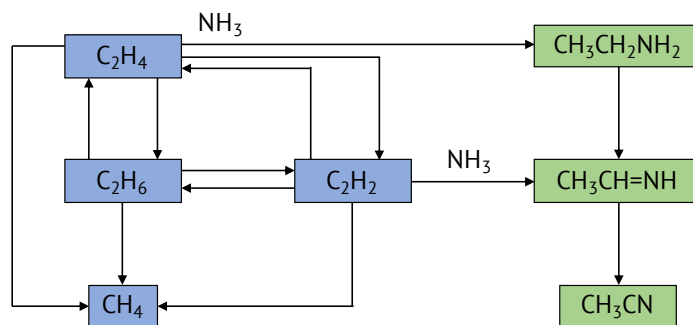 NH₃
C₂H₄
CH₃CH₂NH₂
NH₃
C₂H₆
C₂H₂
CH₃CH=NH
CH₄
CH₃CN